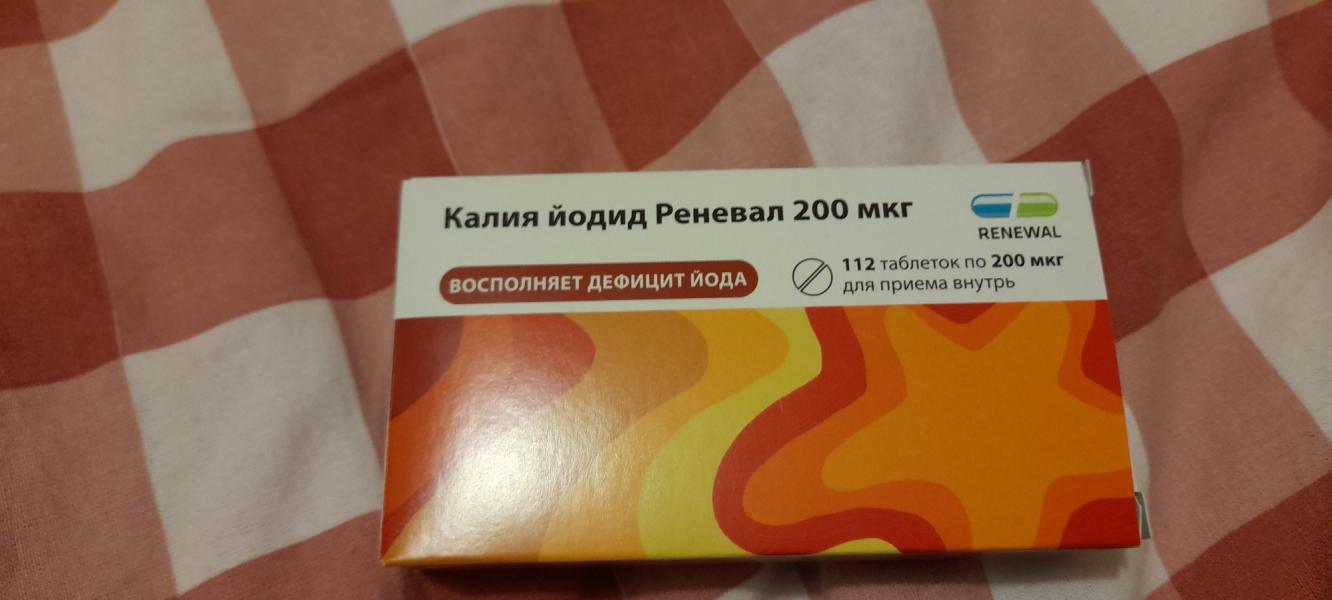 Калия йодид Реневал 200 мкг
RENEWAL
ВОСПОЛНЯЕТ ДЕФИЦИТ ЙОДА
112 таблеток по 200 мкг
для приема внутрь